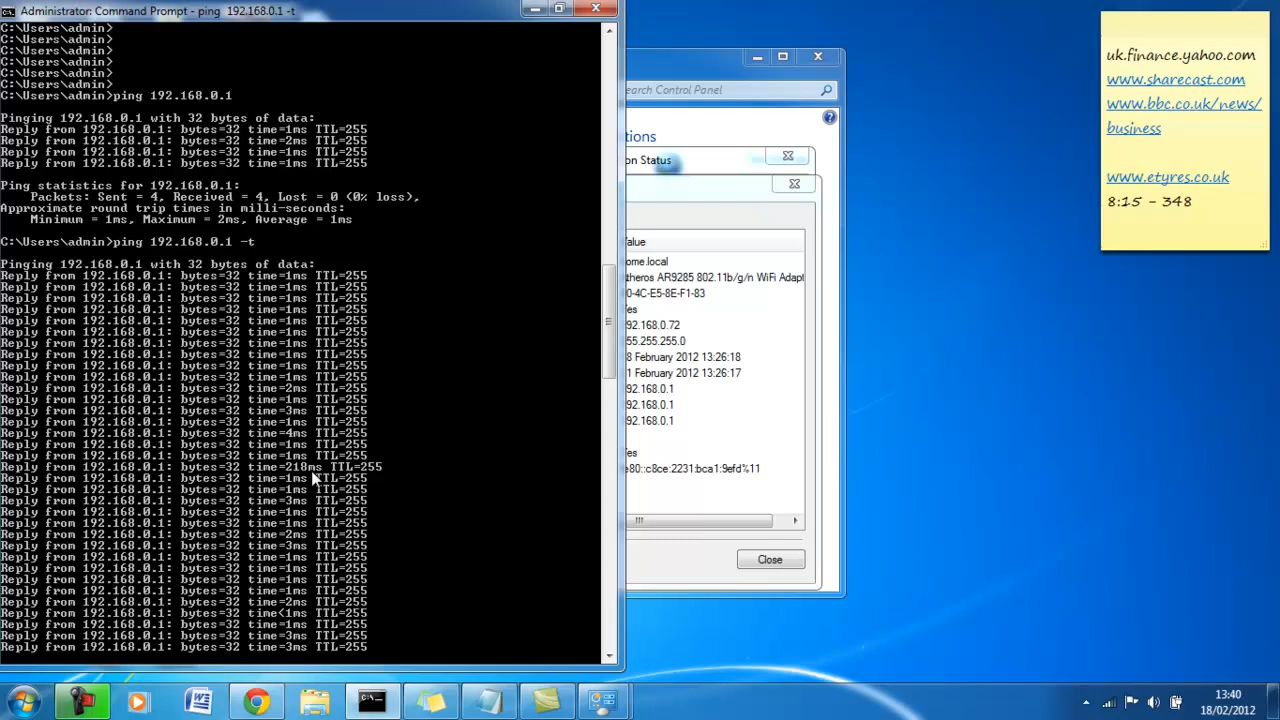 Administrator: Command Prompt - ping 192.168.0.1 -t
C:\Users\admin>
C:\Users\admin>
C:\Users\admin>
C:\Users\admin>
C:\Users\admin>
C:\Users\admin>
C:\Users\admin>ping 192.168.0.1
Pinging 192.168.0.1 with 32 bytes of data:
Reply from 192.168.0.1: bytes=32 time=1ms TTL=255
Reply from 192.168.0.1: bytes=32 time=2ms TTL=255
Reply from 192.168.0.1: bytes=32 time=1ms TTL=255
Reply from 192.168.0.1: bytes=32 time=1ms TTL=255
Ping statistics for 192.168.0.1:
Packets: Sent = 4, Received = 4, Lost = 0 (0% loss),
Approximate round trip times in milli-seconds:
Minimum = 1ms, Maximum = 2ms, Average = 1ms
C:\Users\admin>ping 192.168.0.1 -t
Pinging 192.168.0.1 with 32 bytes of data:
Reply from 192.168.0.1: bytes=32 time=1ms TTL=255
Reply from 192.168.0.1: bytes=32 time=1ms TTL=255
Reply from 192.168.0.1: bytes=32 time=1ms TTL=255
Reply from 192.168.0.1: bytes=32 time=1ms TTL=255
Reply from 192.168.0.1: bytes=32 time=1ms TTL=255
Reply from 192.168.0.1: bytes=32 time=1ms TTL=255
Reply from 192.168.0.1: bytes=32 time=1ms TTL=255
Reply from 192.168.0.1: bytes=32 time=1ms TTL=255
Reply from 192.168.0.1: bytes=32 time=1ms TTL=255
Reply from 192.168.0.1: bytes=32 time=1ms TTL=255
Reply from 192.168.0.1: bytes=32 time=2ms TTL=255
Reply from 192.168.0.1: bytes=32 time=1ms TTL=255
Reply from 192.168.0.1: bytes=32 time=3ms TTL=255
Reply from 192.168.0.1: bytes=32 time=1ms TTL=255
Reply from 192.168.0.1: bytes=32 time=4ms TTL=255
Reply from 192.168.0.1: bytes=32 time=1ms TTL=255
Reply from 192.168.0.1: bytes=32 time=1ms TTL=255
Reply from 192.168.0.1: bytes=32 time=218ms TTL=255
Reply from 192.168.0.1: bytes=32 time=1ms TTL=255
Reply from 192.168.0.1: bytes=32 time=1ms TTL=255
Reply from 192.168.0.1: bytes=32 time=3ms TTL=255
Reply from 192.168.0.1: bytes=32 time=1ms TTL=255
Reply from 192.168.0.1: bytes=32 time=1ms TTL=255
Reply from 192.168.0.1: bytes=32 time=2ms TTL=255
Reply from 192.168.0.1: bytes=32 time=3ms TTL=255
Reply from 192.168.0.1: bytes=32 time=1ms TTL=255
Reply from 192.168.0.1: bytes=32 time=1ms TTL=255
Reply from 192.168.0.1: bytes=32 time=1ms TTL=255
Reply from 192.168.0.1: bytes=32 time=1ms TTL=255
Reply from 192.168.0.1: bytes=32 time=2ms TTL=255
Reply from 192.168.0.1: bytes=32 time<1ms TTL=255
Reply from 192.168.0.1: bytes=32 time=1ms TTL=255
Reply from 192.168.0.1: bytes=32 time=3ms TTL=255
Reply from 192.168.0.1: bytes=32 time=3ms TTL=255
earch Control Panel
tions
on Status
alue
ome.local
theros AR9285 802.11b/g/n WiFi Adapt
0-4C-E5-8E-F1-83
es
92.168.0.72
55.255.255.0
8 February 2012 13:26:18
1 February 2012 13:26:17
92.168.0.1
92.168.0.1
92.168.0.1
es
e80::c8ce:2231:bca1:9efd%11
Close
uk.finance.yahoo.com
www.sharecast.com
www.bbc.co.uk/news/
business
www.etyres.co.uk
8:15 - 348
13:40
18/02/2012